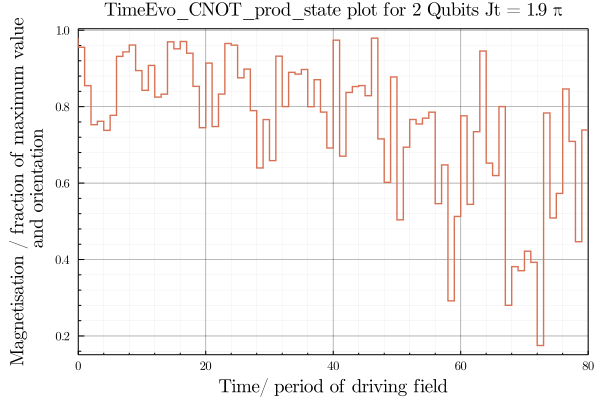 TimeEvo_CNOT_prod_state plot for 2 Qubits Jt = 1.9 π
Magnetisation / fraction of maximum value
and orientation
1.0
0.8
0.6
0.4
0.2
0 20 40 60 80
Time/ period of driving field